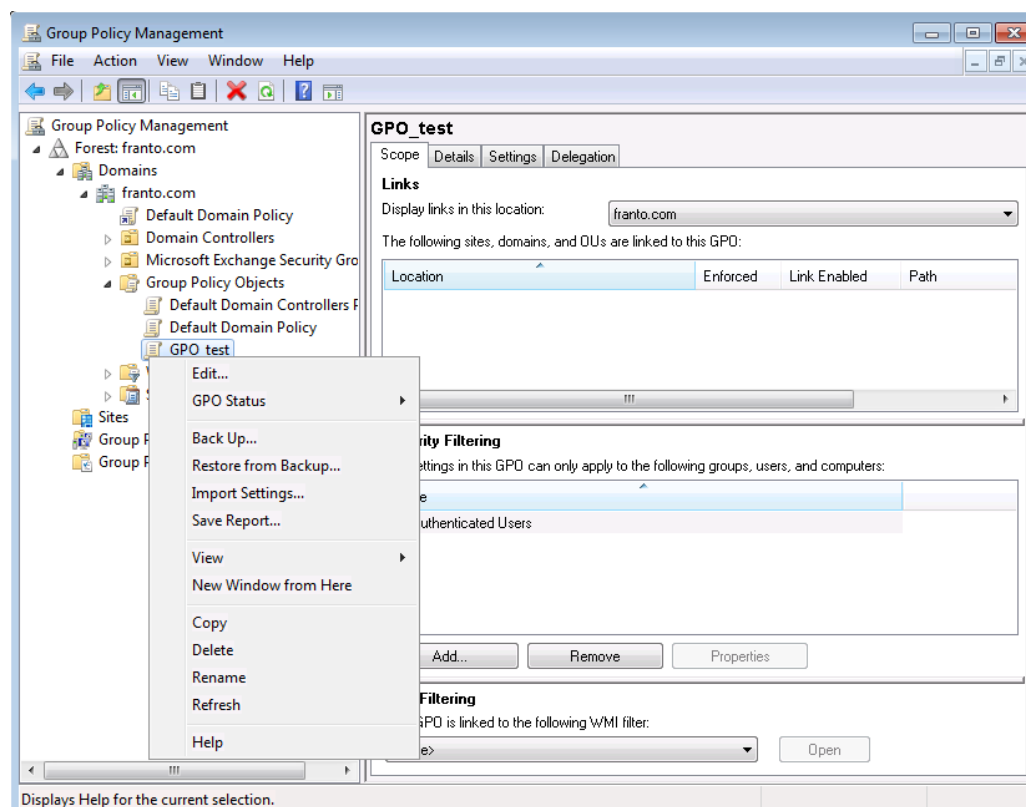 Group Policy Management
File Action View Window Help
Group Policy Management
Forest: franto.com
Domains
franto.com
Default Domain Policy
Domain Controllers
Microsoft Exchange Security Gro
Group Policy Objects
Default Domain Controllers P
Default Domain Policy
GPO_test
Sites
Group P
Group P
Edit...
GPO Status
Back Up...
Restore from Backup...
Import Settings...
Save Report...
View
New Window from Here
Copy
Delete
Rename
Refresh
Help
GPO_test
Scope Details Settings Delegation
Links
Display links in this location: franto.com
The following sites, domains, and OUs are linked to this GPO:
Location Enforced Link Enabled Path
rity Filtering
ettings in this GPO can only apply to the following groups, users, and computers:
e
uthenticated Users
Add... Remove Properties
Filtering
GPO is linked to the following WMI filter:
e> Open
Displays Help for the current selection.